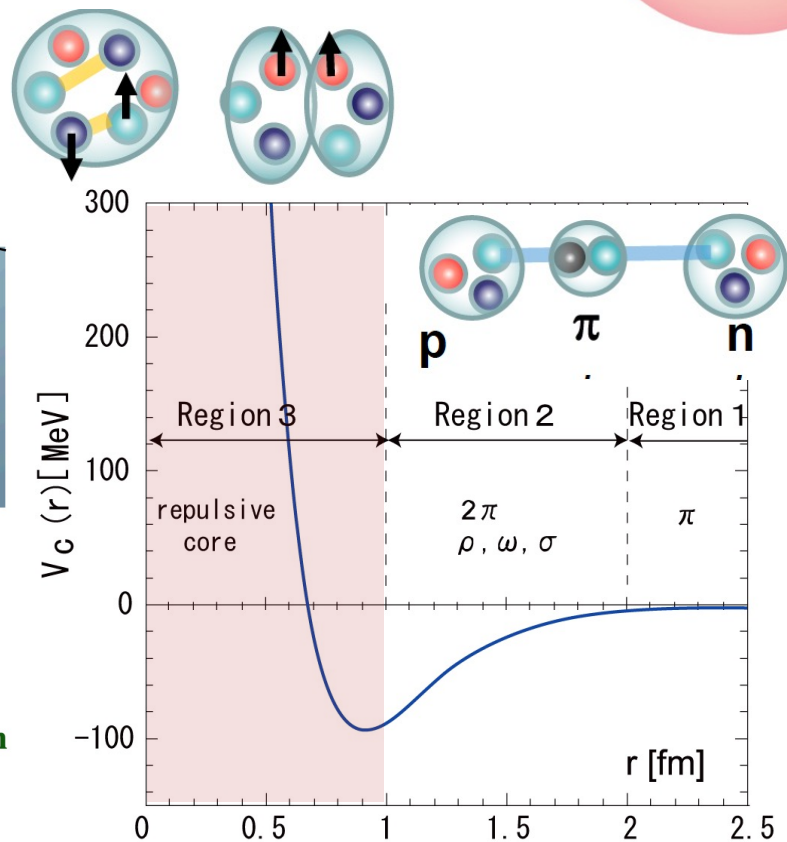 300
200
100
0
-100
Vc (r)[MeV]
p
π
n
Region 3
Region 2
Region 1
repulsive
core
2π
ρ, ω, σ
π
r [fm]
0
0.5
1
1.5
2
2.5